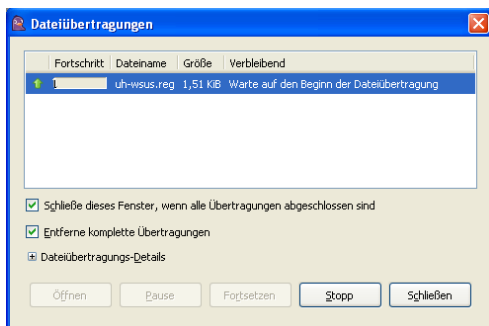 Dateiübertragungen
Fortschritt Dateiname Größe Verbleibend
uh-wsus.reg 1,51 KiB Warte auf den Beginn der Dateiübertragung
Schließe dieses Fenster, wenn alle Übertragungen abgeschlossen sind
Entferne komplette Übertragungen
Dateiübertragungs-Details
Öffnen Pause Fortsetzen Stopp Schließen